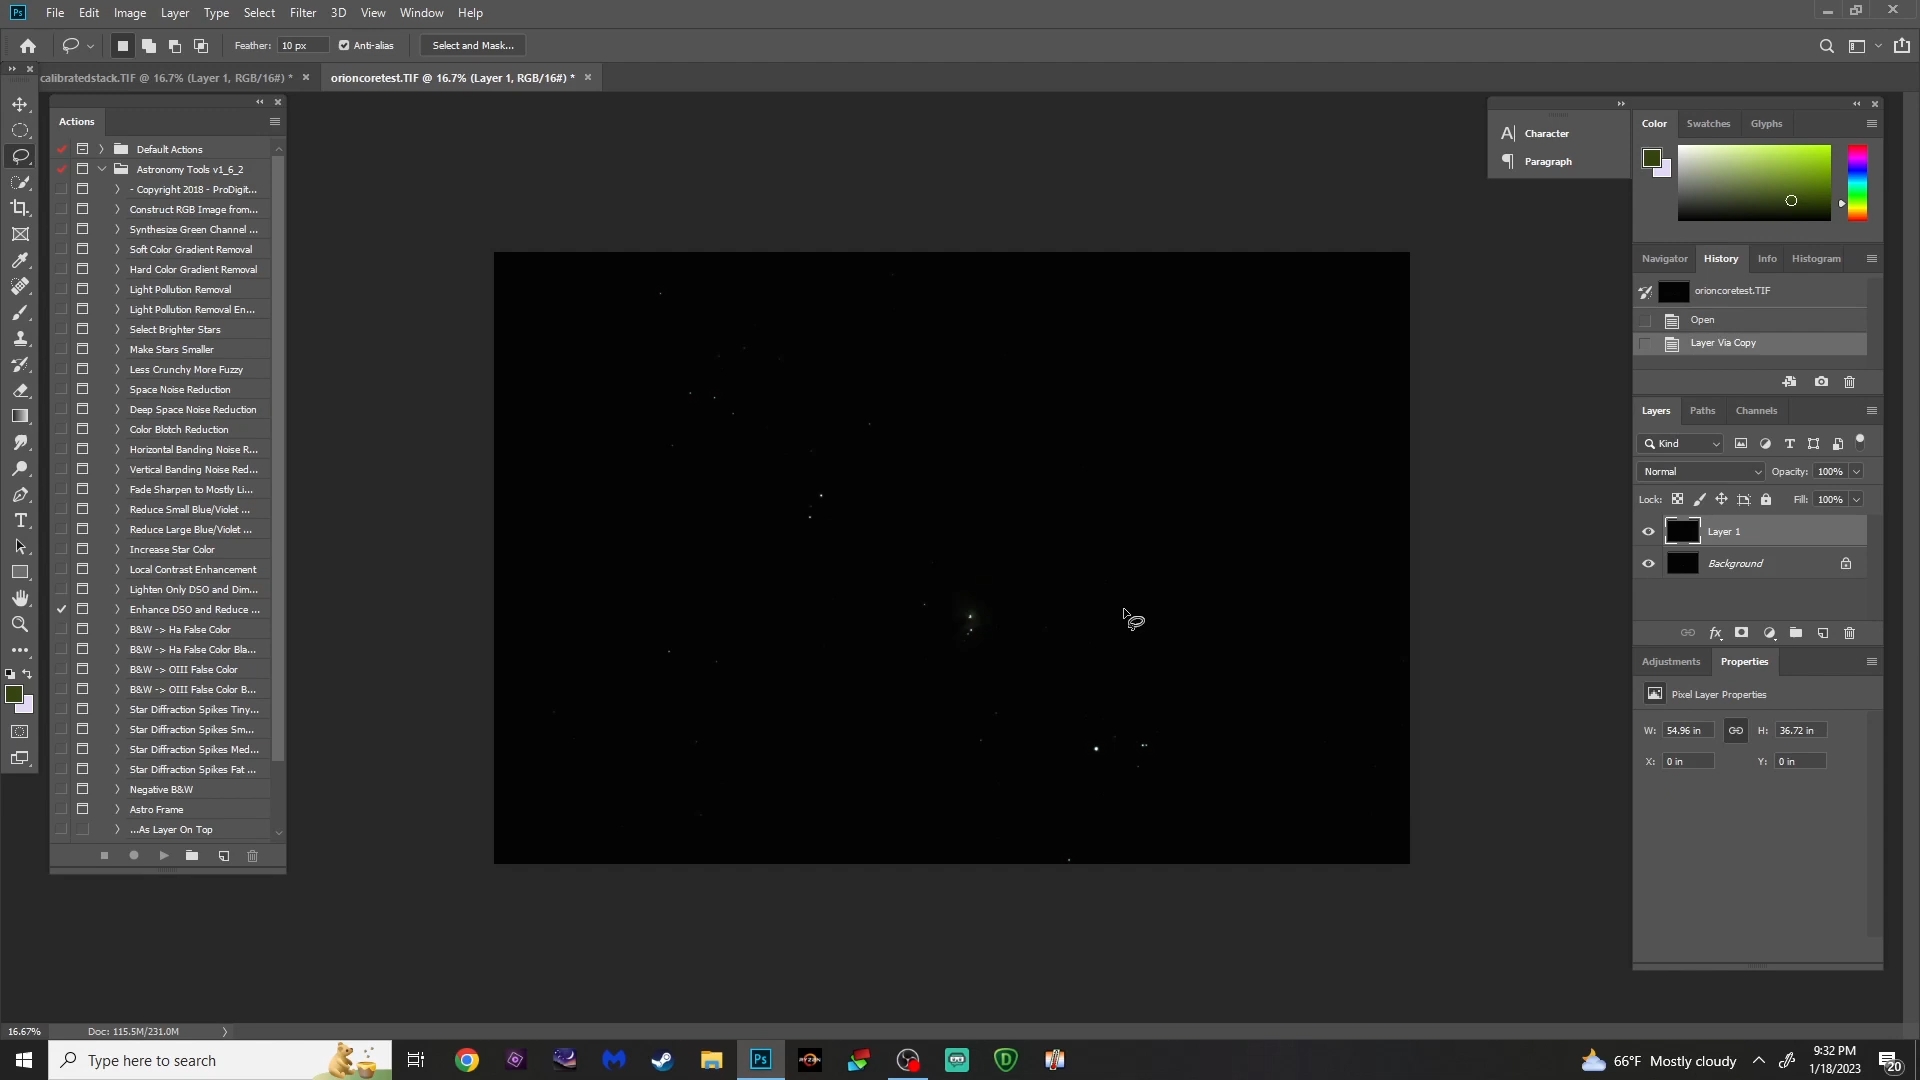 Ps File Edit Image Layer Type Select Filter 3D View Window Help
Feather: 10 px Anti-alias Select and Mask...
calibratedstack.TIF @ 16.7% (Layer 1, RGB/16#) * × orioncoretest.TIF @ 16.7% (Layer 1, RGB/16#) * ×
Actions
Default Actions
Astronomy Tools v1_6_2
- Copyright 2018 - ProDigit...
Construct RGB Image from...
Synthesize Green Channel ...
Soft Color Gradient Removal
Hard Color Gradient Removal
Light Pollution Removal
Light Pollution Removal En...
Select Brighter Stars
Make Stars Smaller
Less Crunchy More Fuzzy
Space Noise Reduction
Deep Space Noise Reduction
Color Blotch Reduction
Horizontal Banding Noise R...
Vertical Banding Noise Red...
Fade Sharpen to Mostly Li...
Reduce Small Blue/Violet ...
Reduce Large Blue/Violet ...
Increase Star Color
Local Contrast Enhancement
Lighten Only DSO and Dim...
Enhance DSO and Reduce ...
B&W -> Ha False Color
B&W -> Ha False Color Bla...
B&W -> OIII False Color
B&W -> OIII False Color B...
Star Diffraction Spikes Tiny...
Star Diffraction Spikes Sm...
Star Diffraction Spikes Med...
Star Diffraction Spikes Fat ...
Negative B&W
Astro Frame
...As Layer On Top
Character
Paragraph
Color Swatches Glyphs
Navigator History Info Histogram
orioncoretest.TIF
Open
Layer Via Copy
Layers Paths Channels
Kind
Normal Opacity: 100%
Lock: Fill: 100%
Layer 1
Background
fx
Adjustments Properties
Pixel Layer Properties
W: 54.96 in H: 36.72 in
X: 0 in Y: 0 in
16.67% Doc: 115.5M/231.0M
Type here to search
Ps
RYZEN
66°F Mostly cloudy
9:32 PM
1/18/2023
20